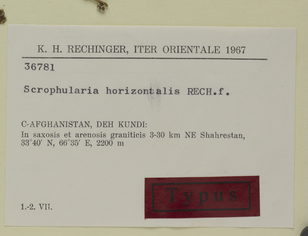 K. H. RECHINGER, ITER ORIENTALE 1967
36781
Scrophularia horizontalis RECH.f.
C-AFGHANISTAN, DEH KUNDI:
In saxosis et arenosis graniticis 3-30 km NE Shahrestan,
33°40' N, 66°35' E, 2200 m
1.-2. VII.
Typus